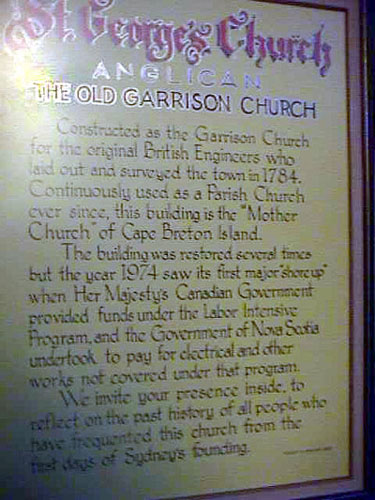 St. George's Church
ANGLICAN
THE OLD GARRISON CHURCH
Constructed as the Garrison Church
for the original British Engineers who
laid out and surveyed the town in 1784.
Continuously used as a Parish Church
ever since, this building is the "Mother
Church" of Cape Breton Island.
The building was restored several times
but the year 1974 saw its first major "shore up"
when Her Majesty's Canadian Government
provided funds under the Labor Intensive
Program, and the Government of Nova Scotia
undertook to pay for electrical and other
works not covered under that program.
We invite your presence inside, to
reflect on the past history of all people who
have frequented this church from the
first days of Sydney's founding.